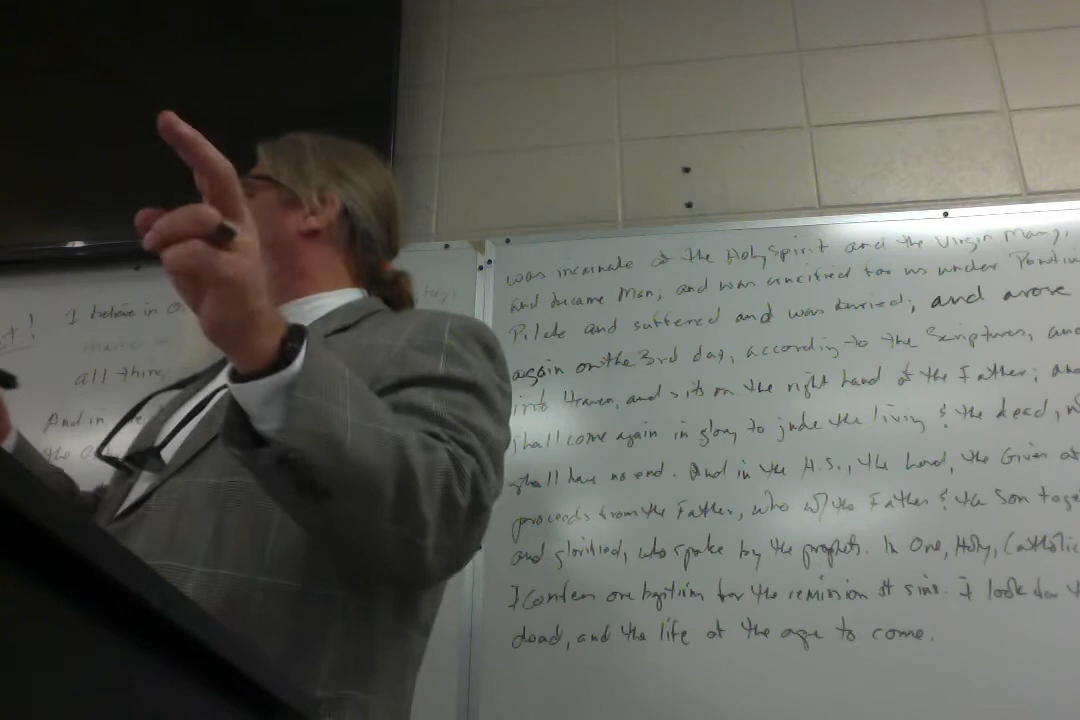 t!
I believe in O
all thing
And in
the O
was incarnate of the Holy Spirit and the Virgin Mary,
and became Man; and was crucified for us under Pontiu
Pilate and suffered and was buried; and arose
again on the 3rd day, according to the Scriptures, and
into Heaven, and sits on the right hand of the Father; and
shall come again in glory to jude the living & the dead, w
shall have no end. And in the H.S., the Lord, the Giver of
proceeds from the Father, who w/ the Father & the Son toge
and glorified, who spake by the prophets. In One, Holy, Catholic
I confess one baptism for the remission of sins. I look for t
dead, and the life of the age to come.